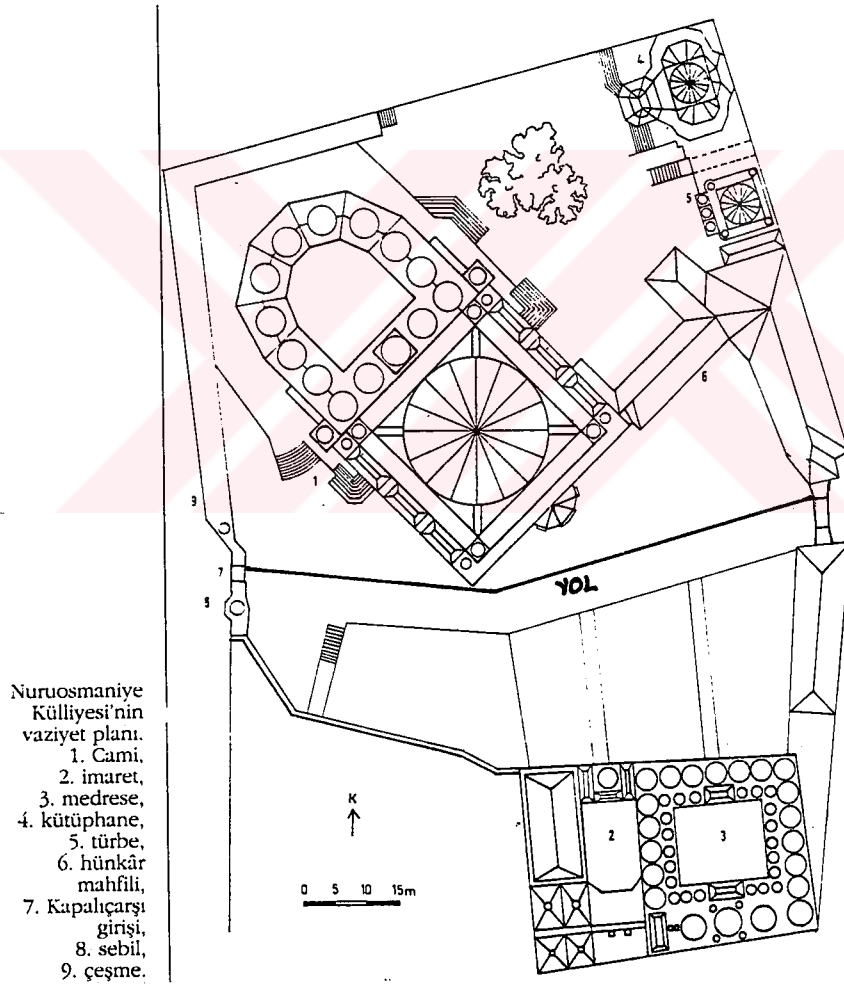 4
5
6
1
9
7
YOL
8
Nuruosmaniye
Külliyesi'nin
vaziyet planı.
1. Cami,
2. imaret,
3. medrese,
4. kütüphane,
5. türbe,
6. hünkâr
mahfili,
7. Kapalıçarşı
girişi,
8. sebil,
9. çeşme.
K
0 5 10 15m
2
3